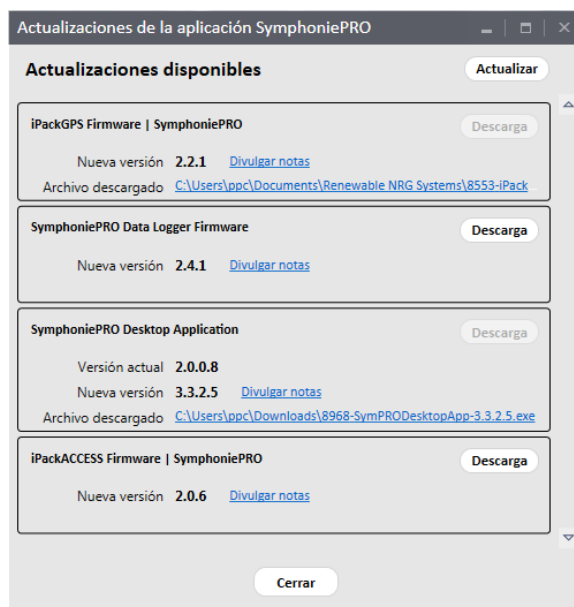 Actualizaciones de la aplicación SymphoniePRO
Actualizaciones disponibles
Actualizar
iPackGPS Firmware | SymphoniePRO
Descarga
Nueva versión 2.2.1 Divulgar notas
Archivo descargado C:\Users\ppc\Documents\Renewable NRG Systems\8553-iPack
SymphoniePRO Data Logger Firmware
Descarga
Nueva versión 2.4.1 Divulgar notas
SymphoniePRO Desktop Application
Descarga
Versión actual 2.0.0.8
Nueva versión 3.3.2.5 Divulgar notas
Archivo descargado C:\Users\ppc\Downloads\8968-SymPRODesktopApp-3.3.2.5.exe
iPackACCESS Firmware | SymphoniePRO
Descarga
Nueva versión 2.0.6 Divulgar notas
Cerrar